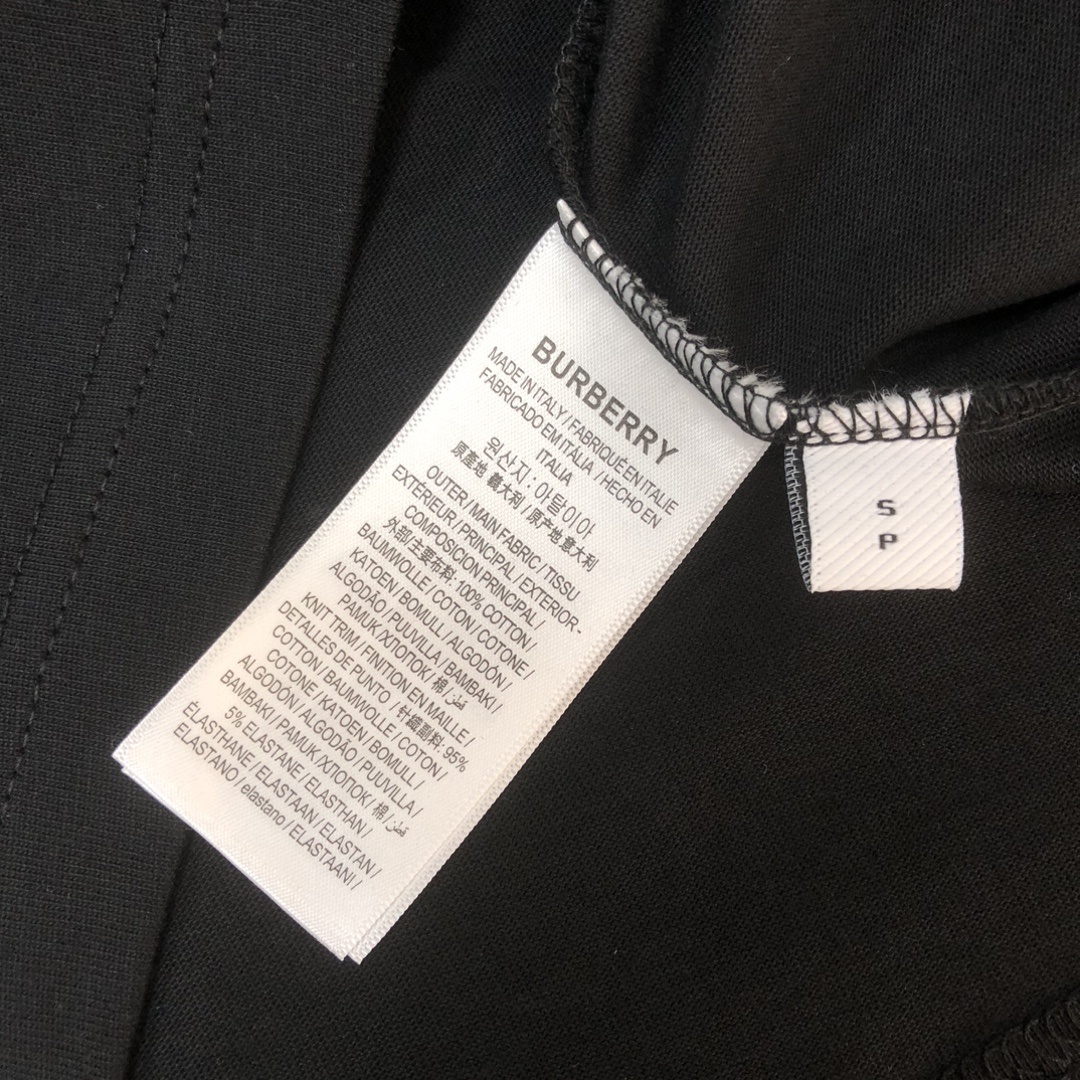 BURBERRY
MADE IN ITALY / FABRIQUÉ EN ITALIE
FABRICADO EM ITÁLIA / HECHO EN
ITALIA
원산지 : 이탈이아
原產地 義大利 / 原产地意大利
OUTER / MAIN FABRIC / TISSU
EXTERIEUR / PRINCIPAL / EXTERIOR -
COMPOSICION PRINCIPAL /
外部/ 主要布料: 100% COTTON /
BAUMWOLLE / COTON / COTONE /
KATOEN / BOMULL / ALGODÓN /
ALGODÃO / PUUVILLA / BAMBAKI /
PAMUK / ХЛОПОК / 棉 / قطن /
KNIT TRIM / FINITION EN MAILLE /
DETALLES DE PUNTO / 针織副料: 95%
COTTON / BAUMWOLLE / COTON /
COTONE / KATOEN / BOMULL /
ALGODÓN / ALGODÃO / PUUVILLA /
BAMBAKI / PAMUK / ХЛОПОК / 棉 / قطن /
5% ELASTANE / ELASTHAN /
ÉLASTHANE / ELASTAAN / ELASTAN /
ELASTANO / elastano / ELASTAANI /
S
P